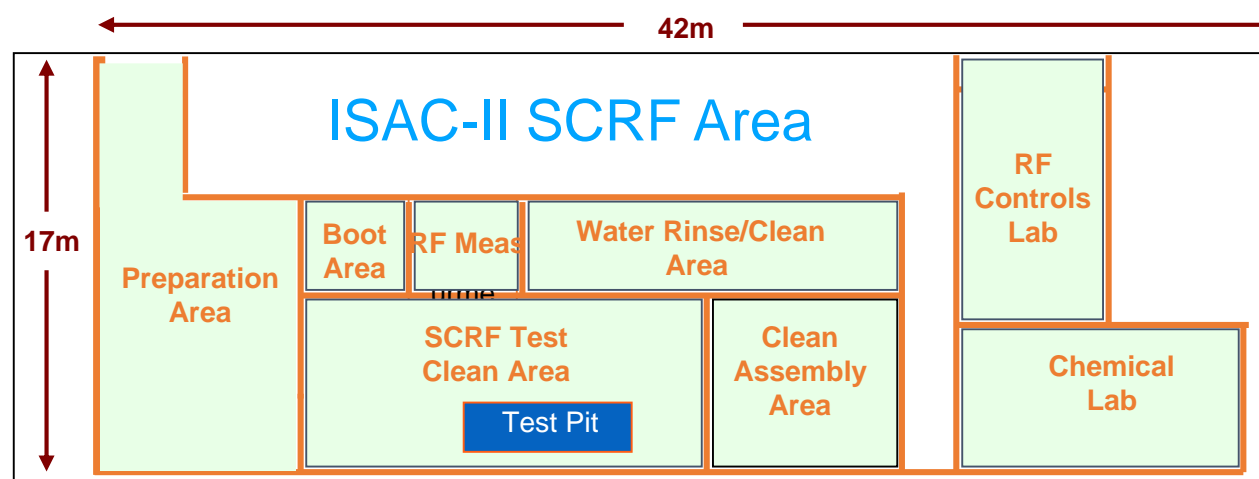 42m
ISAC-II SCRF Area
17m
Preparation
Area
Boot
Area
RF Meas
Water Rinse/Clean
Area
RF
Controls
Lab
SCRF Test
Clean Area
Test Pit
Clean
Assembly
Area
Chemical
Lab